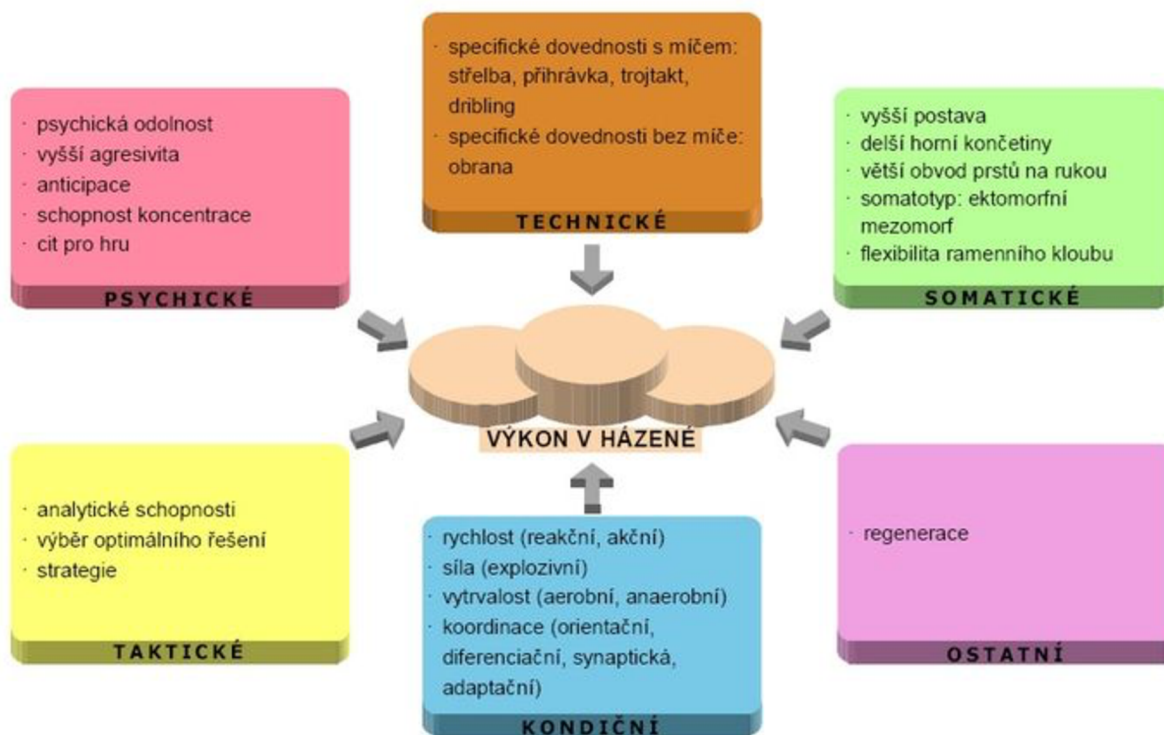 · specifické dovednosti s míčem:
střelba, přihrávka, trojtakt,
dribling
· specifické dovednosti bez míče:
obrana
TECHNICKÉ
· psychická odolnost
· vyšší agresivita
· anticipace
· schopnost koncentrace
· cit pro hru
PSYCHICKÉ
· vyšší postava
· delší horní končetiny
· větší obvod prstů na rukou
· somatotyp: ektomorfní
mezomorf
· flexibilita ramenního kloubu
SOMATICKÉ
VÝKON V HÁZENÉ
· analytické schopnosti
· výběr optimálního řešení
· strategie
TAKTICKÉ
· rychlost (reakční, akční)
· síla (explozivní)
· vytrvalost (aerobní, anaerobní)
· koordinace (orientační,
diferenciační, synaptická,
adaptační)
KONDIČNÍ
· regenerace
OSTATNÍ